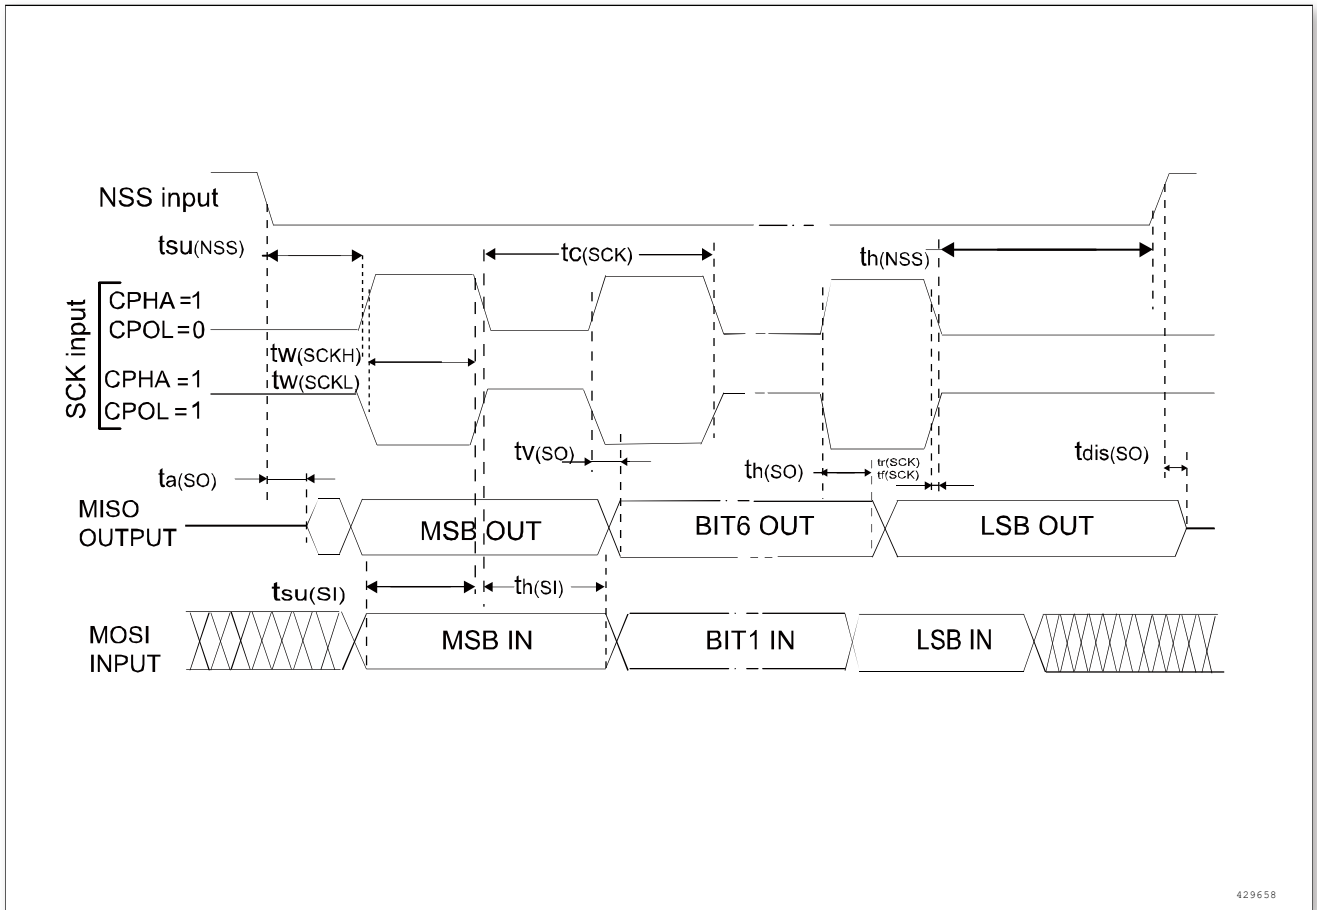 NSS input
tsu(NSS)
tc(SCK)
th(NSS)
SCK input
CPHA =1
CPOL=0
tw(SCKH)
CPHA =1
tw(SCKL)
CPOL =1
tv(SO)
tdis(SO)
ta(SO)
th(SO)
tr(SCK)
tf(SCK)
MISO
OUTPUT
MSB OUT
BIT6 OUT
LSB OUT
tsu(SI)
th(SI)
MOSI
INPUT
MSB IN
BIT1 IN
LSB IN
429658